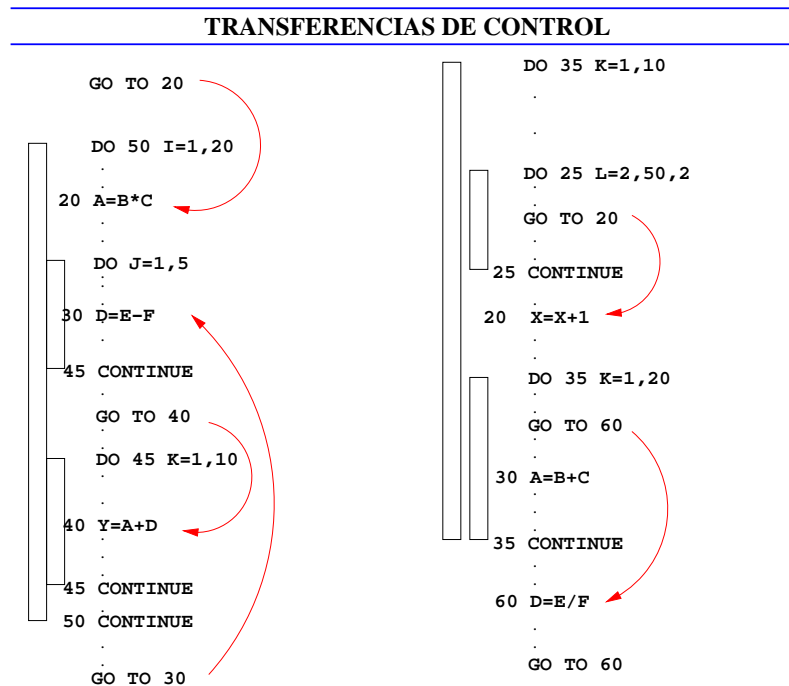 TRANSFERENCIAS DE CONTROL
GO TO 20
DO 50 I=1,20
.
20 A=B*C
.
.
DO J=1,5
.
30 D=E-F
.
45 CONTINUE
.
GO TO 40
.
DO 45 K=1,10
.
.
40 Y=A+D
.
.
45 CONTINUE
50 CONTINUE
.
.
GO TO 30
DO 35 K=1,10
.
.
DO 25 L=2,50,2
.
GO TO 20
.
25 CONTINUE
.
20 X=X+1
.
.
DO 35 K=1,20
.
GO TO 60
.
30 A=B+C
.
.
35 CONTINUE
.
60 D=E/F
.
.
GO TO 60